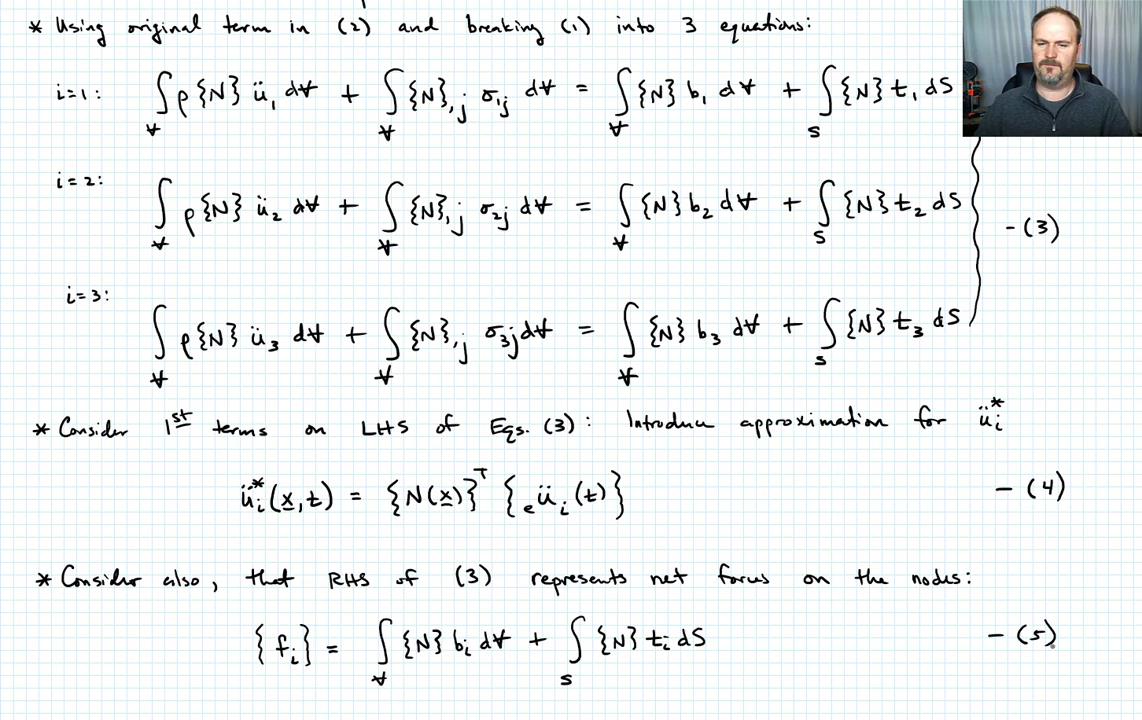 * Using original term in (2) and breaking (1) into 3 equations:
i=1: ∫_V ρ{N} ü₁ dV + ∫_V {N},j σ₁j dV = ∫_V {N} b₁ dV + ∫_S {N} t₁ dS
i=2: ∫_V ρ{N} ü₂ dV + ∫_V {N},j σ₂j dV = ∫_V {N} b₂ dV + ∫_S {N} t₂ dS - (3)
i=3: ∫_V ρ{N} ü₃ dV + ∫_V {N},j σ₃j dV = ∫_V {N} b₃ dV + ∫_S {N} t₃ dS
* Consider 1st terms on LHS of Eqs. (3): Introduce approximation for üᵢ*
üᵢ*(x,t) = {N(x)}ᵀ {ₑüᵢ(t)} - (4)
* Consider also, that RHS of (3) represents net forces on the nodes:
{fᵢ} = ∫_V {N} bᵢ dV + ∫_S {N} tᵢ dS - (5)